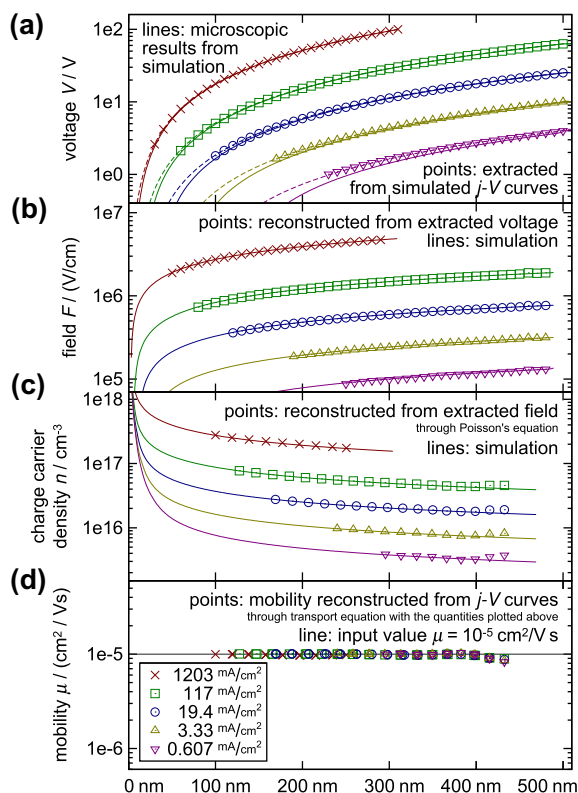 (a)
lines: microscopic
results from
simulation
1e2
1e1
1e0
voltage V / V
points: extracted
from simulated j-V curves
(b)
1e7
points: reconstructed from extracted voltage
lines: simulation
1e6
1e5
field F / (V/cm)
(c)
1e18
points: reconstructed from extracted field
through Poisson's equation
lines: simulation
1e17
1e16
charge carrier
density n / cm-3
(d)
points: mobility reconstructed from j-V curves
through transport equation with the quantities plotted above
line: input value μ = 10-5 cm2/V s
1e-5
1e-6
mobility μ / (cm2 / Vs)
1203 mA/cm2
117 mA/cm2
19.4 mA/cm2
3.33 mA/cm2
0.607 mA/cm2
0 nm 100 nm 200 nm 300 nm 400 nm 500 nm